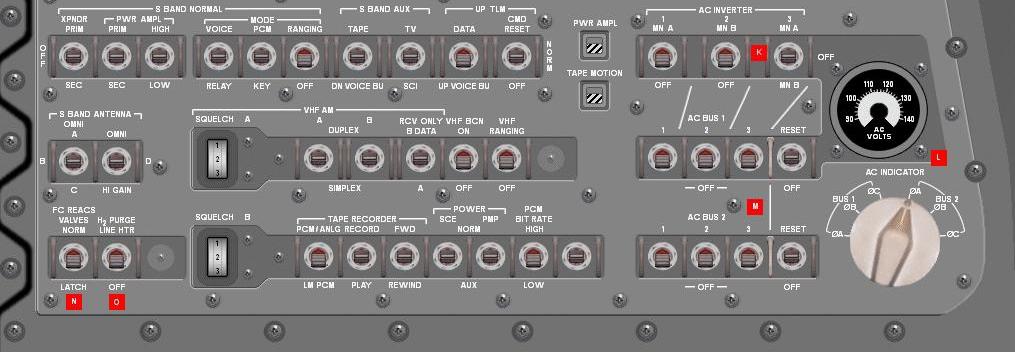 S BAND NORMAL
S BAND AUX
UP TLM
AC INVERTER
XPNDR
PRIM
PWR AMPL
PRIM
HIGH
MODE
VOICE
PCM
RANGING
TAPE
TV
DATA
CMD
RESET
PWR AMPL
1
MN A
2
MN B
3
MN A
OFF
NORM
K
OFF
SEC
SEC
LOW
RELAY
KEY
OFF
DN VOICE BU
SCI
UP VOICE BU
OFF
TAPE MOTION
OFF
OFF
MN B
90
100
110
120
130
140
AC
VOLTS
S BAND ANTENNA
OMNI
A
OMNI
B
D
C
HI GAIN
SQUELCH A
1
2
3
VHF AM
A
B
DUPLEX
SIMPLEX
RCV ONLY
B DATA
A
VHF BCN
ON
OFF
VHF
RANGING
OFF
AC BUS 1
1
2
3
RESET
OFF
OFF
L
AC INDICATOR
BUS 1
ØA
ØB
ØC
BUS 2
ØA
ØB
ØC
M
FC REACS
VALVES
NORM
H2 PURGE
LINE HTR
LATCH
OFF
N
O
SQUELCH B
1
2
3
TAPE RECORDER
PCM/ANLG
RECORD
FWD
LM PCM
PLAY
REWIND
POWER
SCE
PMP
NORM
AUX
PCM
BIT RATE
HIGH
LOW
AC BUS 2
1
2
3
RESET
OFF
OFF